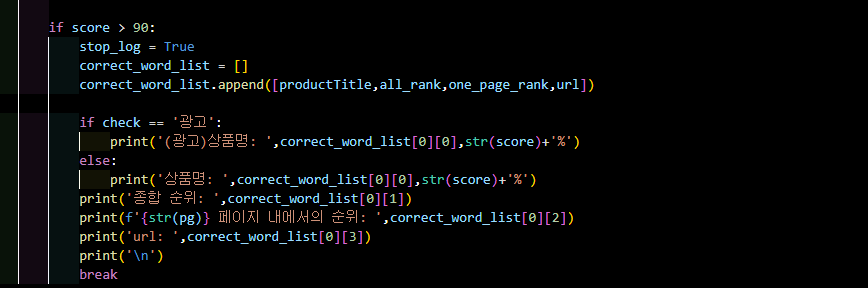 if score > 90:
stop_log = True
correct_word_list = []
correct_word_list.append([productTitle,all_rank,one_page_rank,url])
if check == '광고':
print('(광고)상품명: ',correct_word_list[0][0],str(score)+'%')
else:
print('상품명: ',correct_word_list[0][0],str(score)+'%')
print('종합 순위: ',correct_word_list[0][1])
print(f'{str(pg)} 페이지 내에서의 순위: ',correct_word_list[0][2])
print('url: ',correct_word_list[0][3])
print('\n')
break